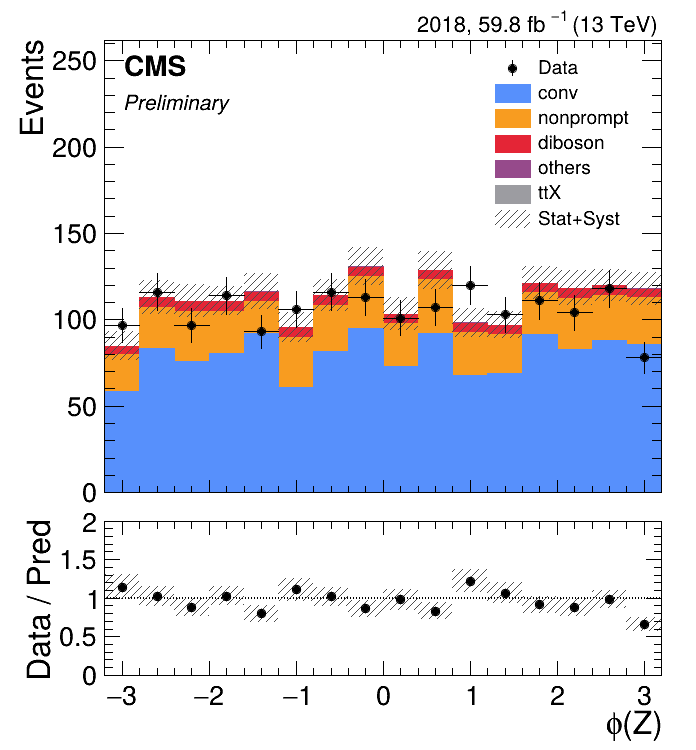 2018, 59.8 fb⁻¹ (13 TeV)
CMS
Preliminary
Events
250
200
150
100
50
0
Data
conv
nonprompt
diboson
others
ttX
Stat+Syst
Data / Pred
2
1.5
1
0.5
0
−3 −2 −1 0 1 2 3
ϕ(Z)